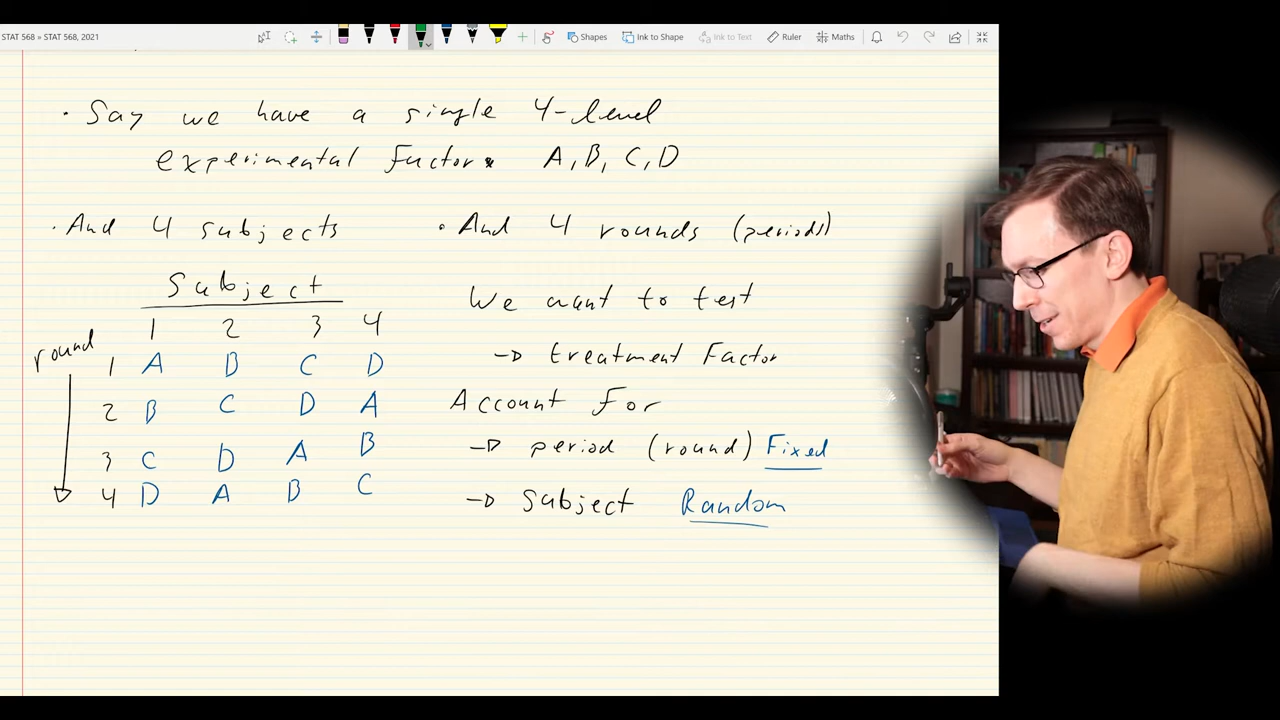 STAT 568 » STAT 568, 2021
Shapes Ink to Shape Ink to Text Ruler Maths
· Say we have a single 4-level
experimental Factor. A, B, C, D
· And 4 subjects
· And 4 rounds (periods)
Subject
1 2 3 4
round
1 A B C D
2 B C D A
3 C D A B
4 D A B C
We want to test
→ treatment Factor
Account For
→ period (round) Fixed
→ Subject Random